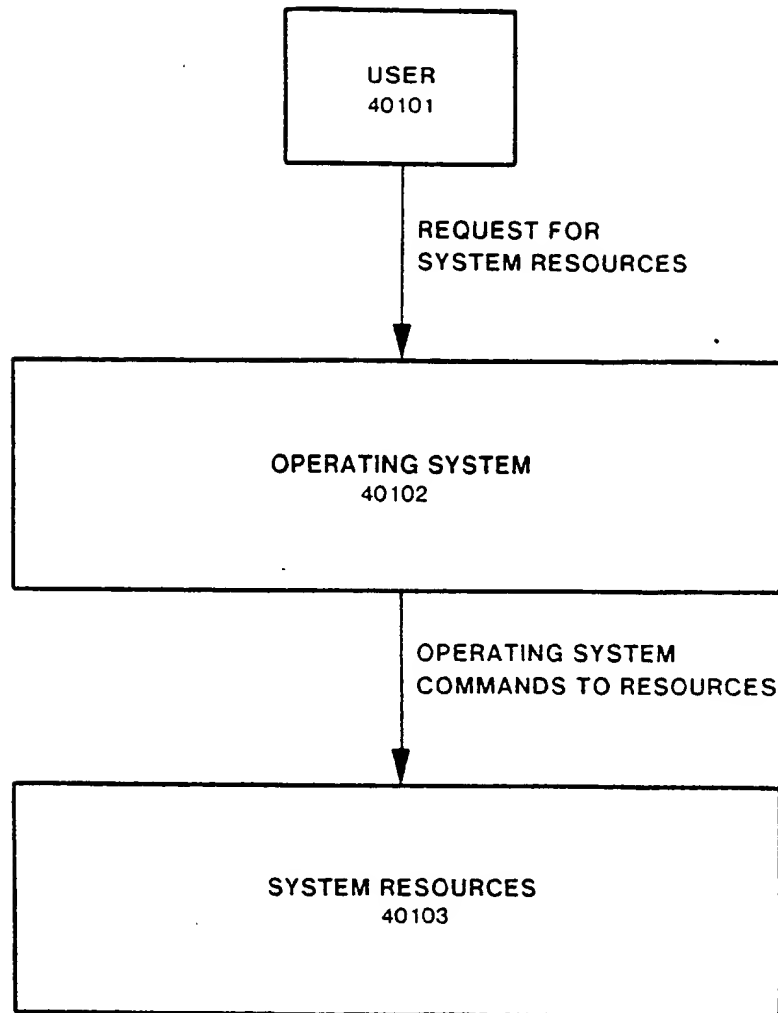 USER
40101
REQUEST FOR
SYSTEM RESOURCES
OPERATING SYSTEM
40102
OPERATING SYSTEM
COMMANDS TO RESOURCES
SYSTEM RESOURCES
40103